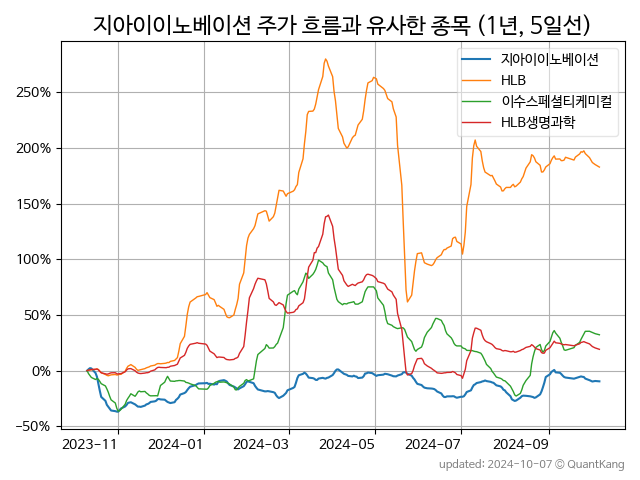 지아이이노베이션 주가 흐름과 유사한 종목 (1년, 5일선)
지아이이노베이션
HLB
이수스페셜티케미컬
HLB생명과학
250%
200%
150%
100%
50%
0%
−50%
2023-11
2024-01
2024-03
2024-05
2024-07
2024-09
updated: 2024-10-07 © QuantKang